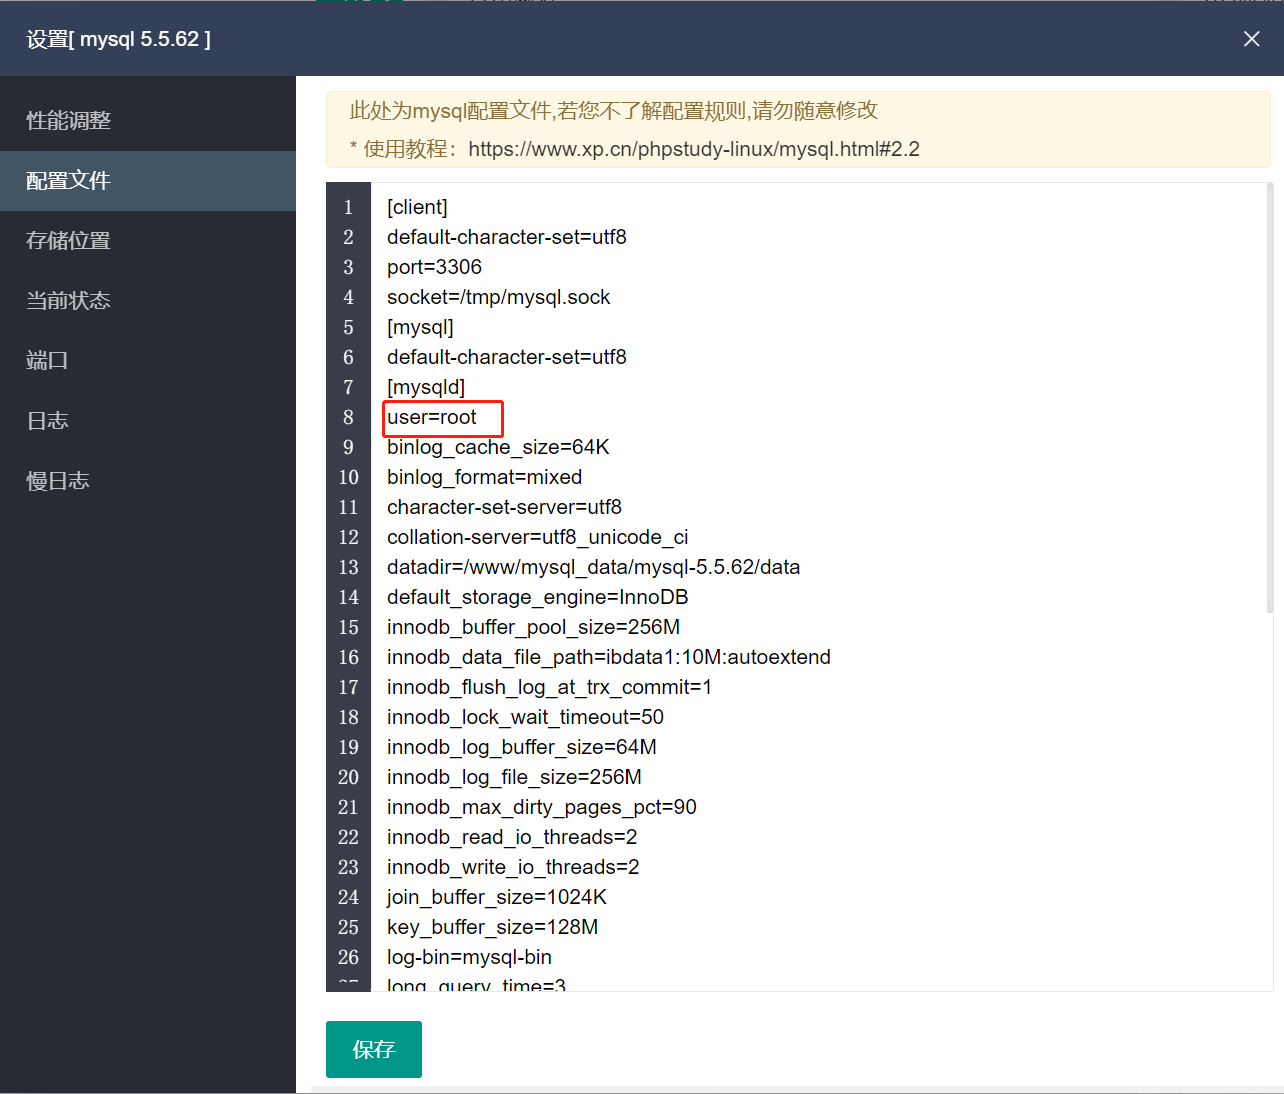 设置[ mysql 5.5.62 ]
性能调整
配置文件
存储位置
当前状态
端口
日志
慢日志
此处为mysql配置文件,若您不了解配置规则,请勿随意修改
* 使用教程：https://www.xp.cn/phpstudy-linux/mysql.html#2.2
1 [client]
2 default-character-set=utf8
3 port=3306
4 socket=/tmp/mysql.sock
5 [mysql]
6 default-character-set=utf8
7 [mysqld]
8 user=root
9 binlog_cache_size=64K
10 binlog_format=mixed
11 character-set-server=utf8
12 collation-server=utf8_unicode_ci
13 datadir=/www/mysql_data/mysql-5.5.62/data
14 default_storage_engine=InnoDB
15 innodb_buffer_pool_size=256M
16 innodb_data_file_path=ibdata1:10M:autoextend
17 innodb_flush_log_at_trx_commit=1
18 innodb_lock_wait_timeout=50
19 innodb_log_buffer_size=64M
20 innodb_log_file_size=256M
21 innodb_max_dirty_pages_pct=90
22 innodb_read_io_threads=2
23 innodb_write_io_threads=2
24 join_buffer_size=1024K
25 key_buffer_size=128M
26 log-bin=mysql-bin
27 long_query_time=3
保存